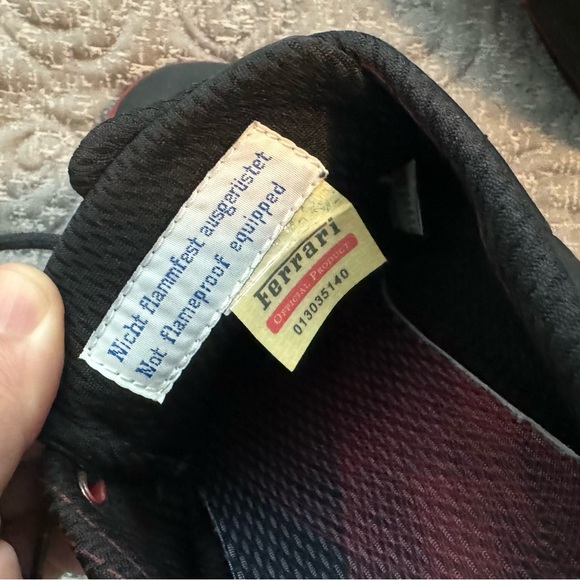 Nicht flammfest ausgerüstet
Not flameproof equipped
Ferrari
OFFICIAL PRODUCT
013035140